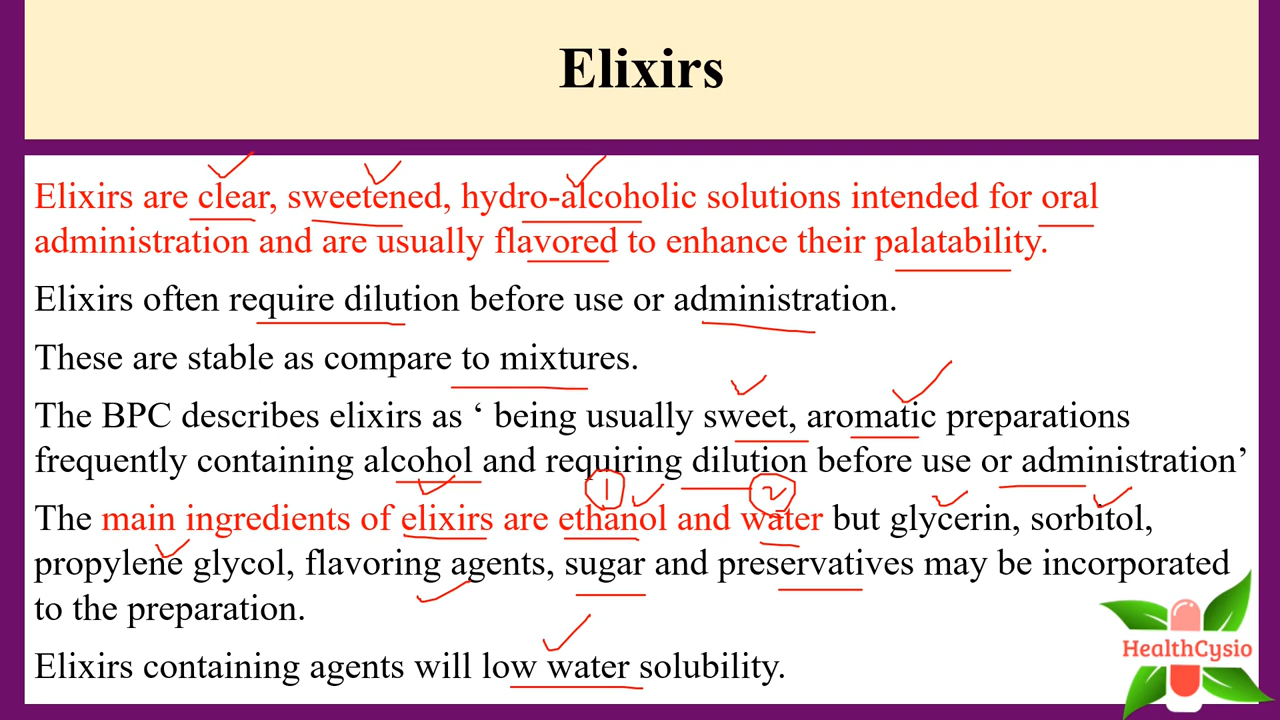 Elixirs
Elixirs are clear, sweetened, hydro-alcoholic solutions intended for oral
administration and are usually flavored to enhance their palatability.
Elixirs often require dilution before use or administration.
These are stable as compare to mixtures.
The BPC describes elixirs as ‘ being usually sweet, aromatic preparations
frequently containing alcohol and requiring dilution before use or administration’
1 2
The main ingredients of elixirs are ethanol and water but glycerin, sorbitol,
propylene glycol, flavoring agents, sugar and preservatives may be incorporated
to the preparation.
Elixirs containing agents will low water solubility.
HealthCysio